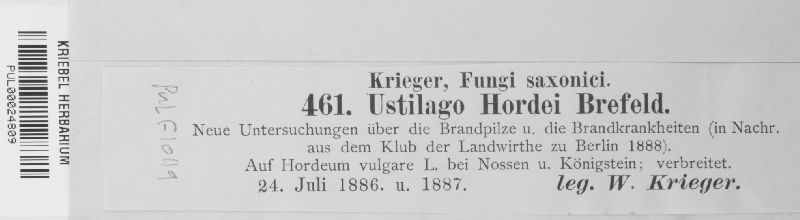 KRIEBEL HERBARIUM
PUL00024809
PULF10119
Krieger, Fungi saxonici.
461. Ustilago Hordei Brefeld.
Neue Untersuchungen über die Brandpilze u. die Brandkrankheiten (in Nachr.
aus dem Klub der Landwirthe zu Berlin 1888).
Auf Hordeum vulgare L. bei Nossen u. Königstein; verbreitet.
24. Juli 1886. u. 1887. leg. W. Krieger.